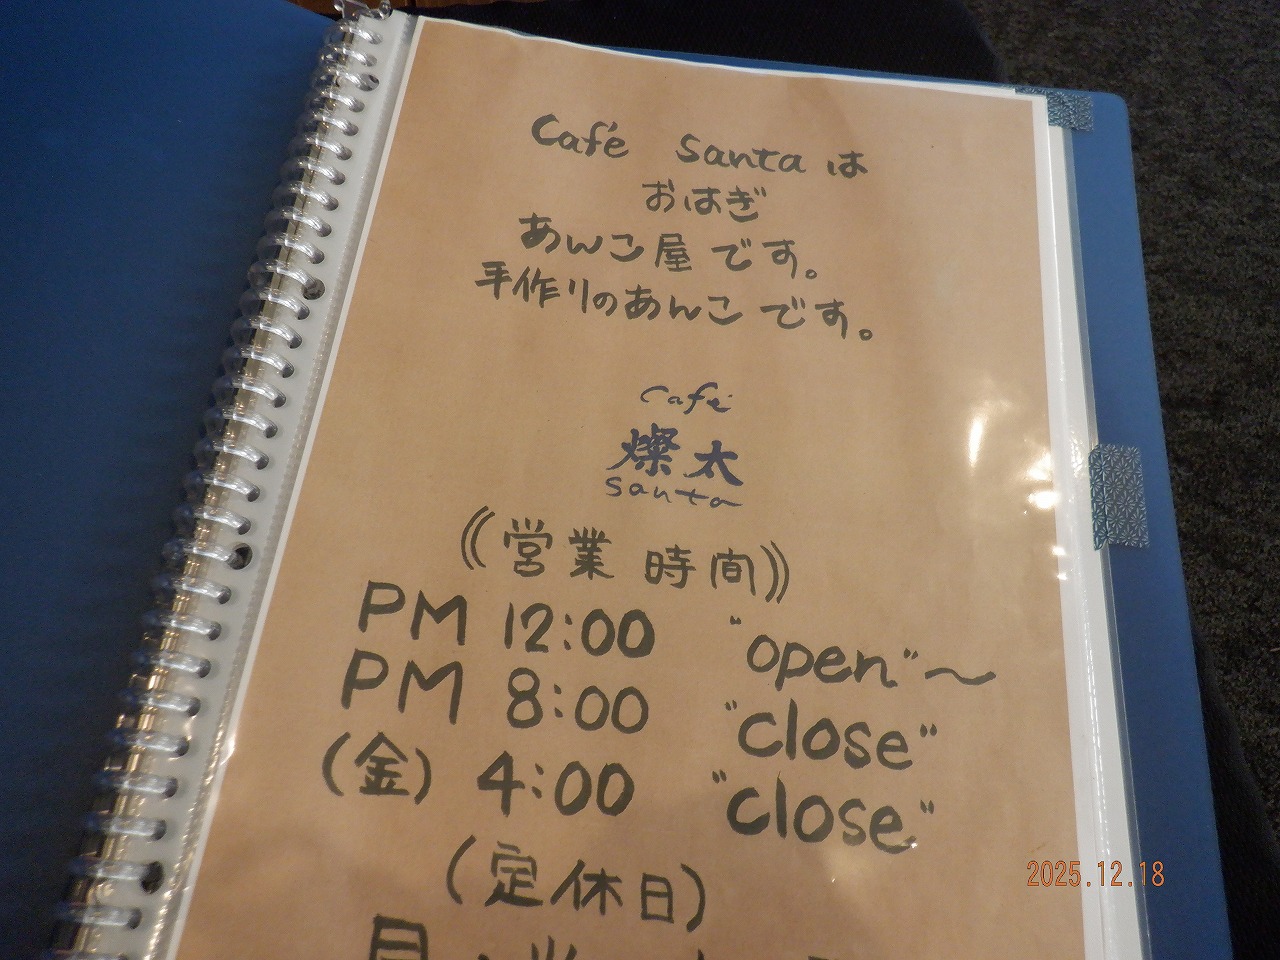 Café Santa は
おはぎ
あんこ屋 です。
手作りのあんこ です。
Café
燦太
santa
《営業 時間》
PM 12:00 "open"～
PM 8:00 "close"
(金) 4:00 "close"
(定休日)
月・
2025.12.18